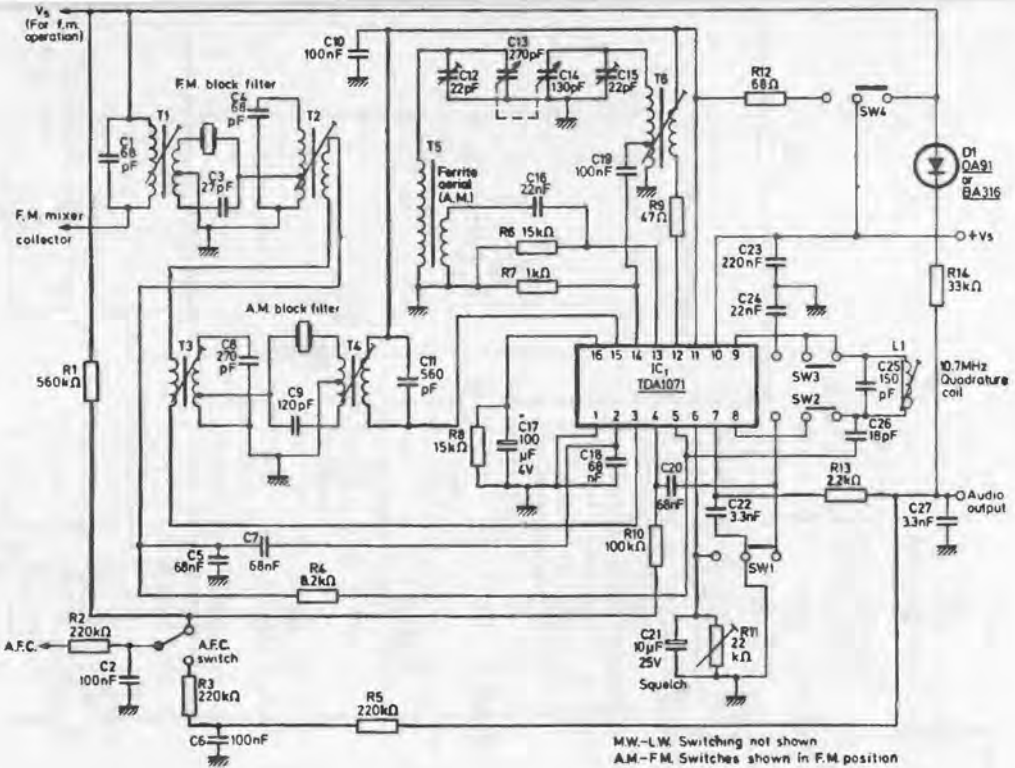 Vs
(For f.m.
operation)
C10
100nF
C13
270pF
C12
22pF
C14
130pF
C15
22pF
T6
R12
68Ω
SW4
F.M. block filter
T1
C1
68
pF
C3
27pF
pF
T2
T5
Ferrite
aerial
(A.M.)
C16
22nF
C19
100nF
R9
47Ω
D1
OA91
or
BA316
F.M. mixer
collector
R6
15kΩ
R7
1kΩ
C23
220nF
+Vs
C24
22nF
R14
33kΩ
A.M. block filter
T3
C8
270
pF
T4
C9
120pF
C11
560
pF
R1
560kΩ
16 15 14 13 12 11 10 9
IC1
TDA1071
1 2 3 4 5 6 7 8
SW3
C25
150
pF
L1
10.7MHz
Quadrature
coil
SW2
C26
18pF
R8
15kΩ
C17
100
µF
4V
C18
68
nF
C20
68nF
C22
3.3nF
R13
2.2kΩ
Audio
output
C27
3.3nF
C5
68nF
C7
68nF
R4
8.2kΩ
R10
100kΩ
SW1
R2
220kΩ
A.F.C.
C2
100nF
A.F.C.
switch
R3
220kΩ
C6
100nF
R5
220kΩ
C21
10µF
25V
R11
22
kΩ
Squelch
M.W.-L.W. Switching not shown
A.M.-F.M. Switches shown in F.M. position